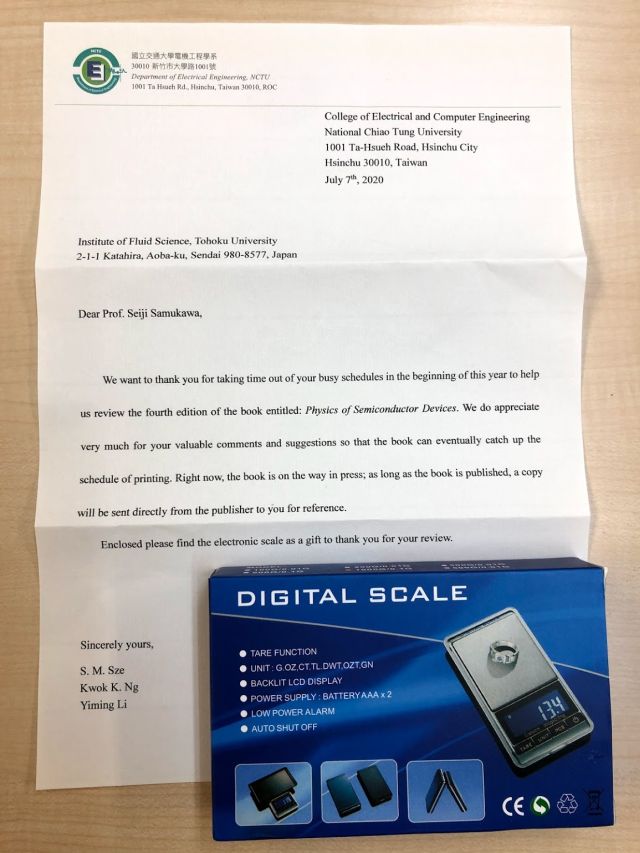 NCTU
國立交通大學電機工程學系
30010 新竹市大學路1001號
Department of Electrical Engineering, NCTU
1001 Ta Hsueh Rd., Hsinchu, Taiwan 30010, ROC
College of Electrical and Computer Engineering
National Chiao Tung University
1001 Ta-Hsueh Road, Hsinchu City
Hsinchu 30010, Taiwan
July 7th, 2020
Institute of Fluid Science, Tohoku University
2-1-1 Katahira, Aoba-ku, Sendai 980-8577, Japan
Dear Prof. Seiji Samukawa,
We want to thank you for taking time out of your busy schedules in the beginning of this year to help
us review the fourth edition of the book entitled: Physics of Semiconductor Devices. We do appreciate
very much for your valuable comments and suggestions so that the book can eventually catch up the
schedule of printing. Right now, the book is on the way in press; as long as the book is published, a copy
will be sent directly from the publisher to you for reference.
Enclosed please find the electronic scale as a gift to thank you for your review.
Sincerely yours,
S. M. Sze
Kwok K. Ng
Yiming Li
DIGITAL SCALE
TARE FUNCTION
UNIT : G.OZ,CT.TL.DWT,OZT,GN
BACKLIT LCD DISPLAY
POWER SUPPLY : BATTERY AAA x 2
LOW POWER ALARM
AUTO SHUT OFF
13.4
TARE UNIT PCS
CE